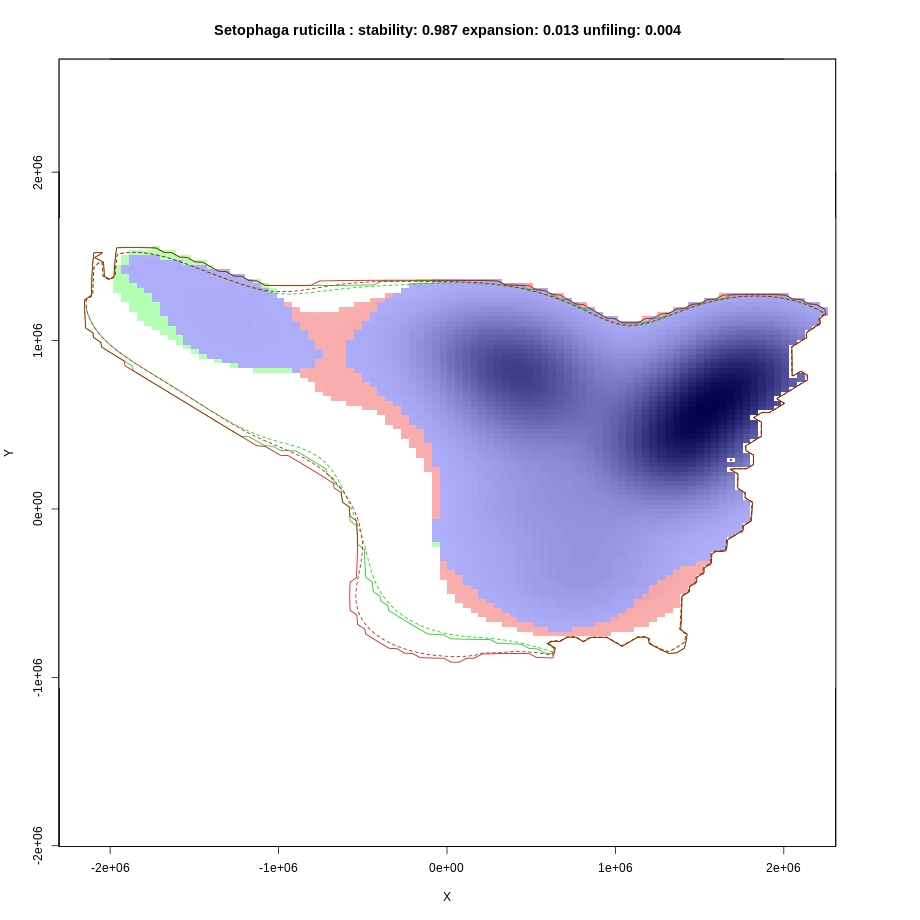 Setophaga ruticilla : stability: 0.987 expansion: 0.013 unfiling: 0.004
2e+06
1e+06
0e+00
-1e+06
-2e+06
Y
-2e+06 -1e+06 0e+00 1e+06 2e+06
X